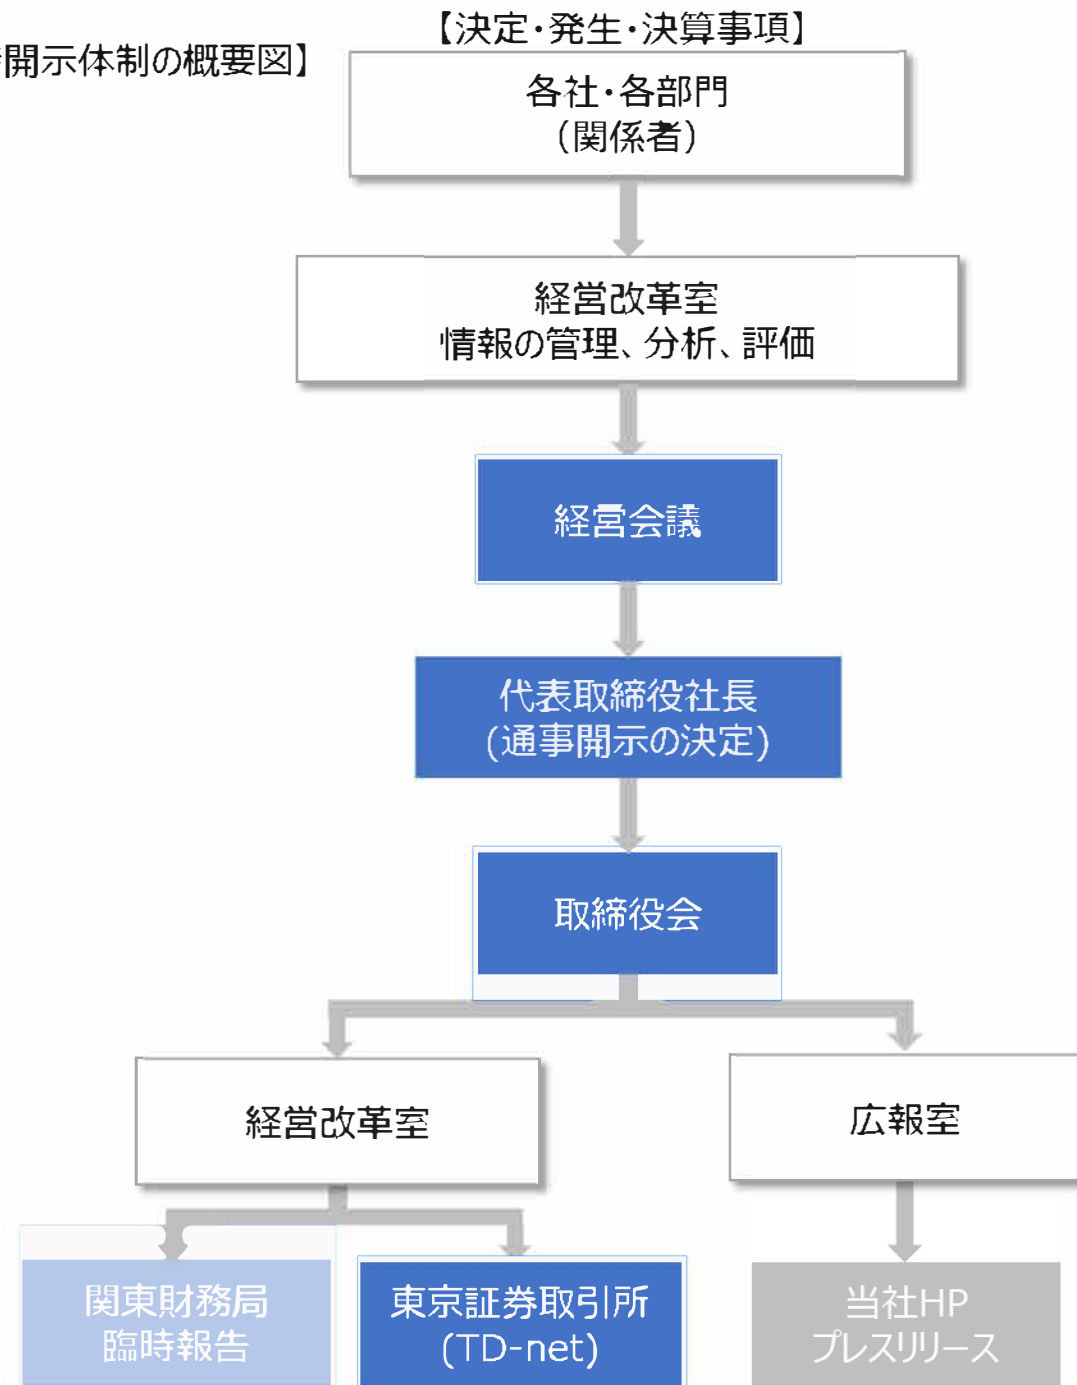 【決定・発生・決算事項】
開示体制の概要図】
各社・各部門
(関係者)
経営改革室
情報の管理、分析、評価
経営会議
代表取締役社長
(通事開示の決定)
取締役会
経営改革室
広報室
関東財務局
臨時報告
東京証券取引所
(TD-net)
当社HP
プレスリリース